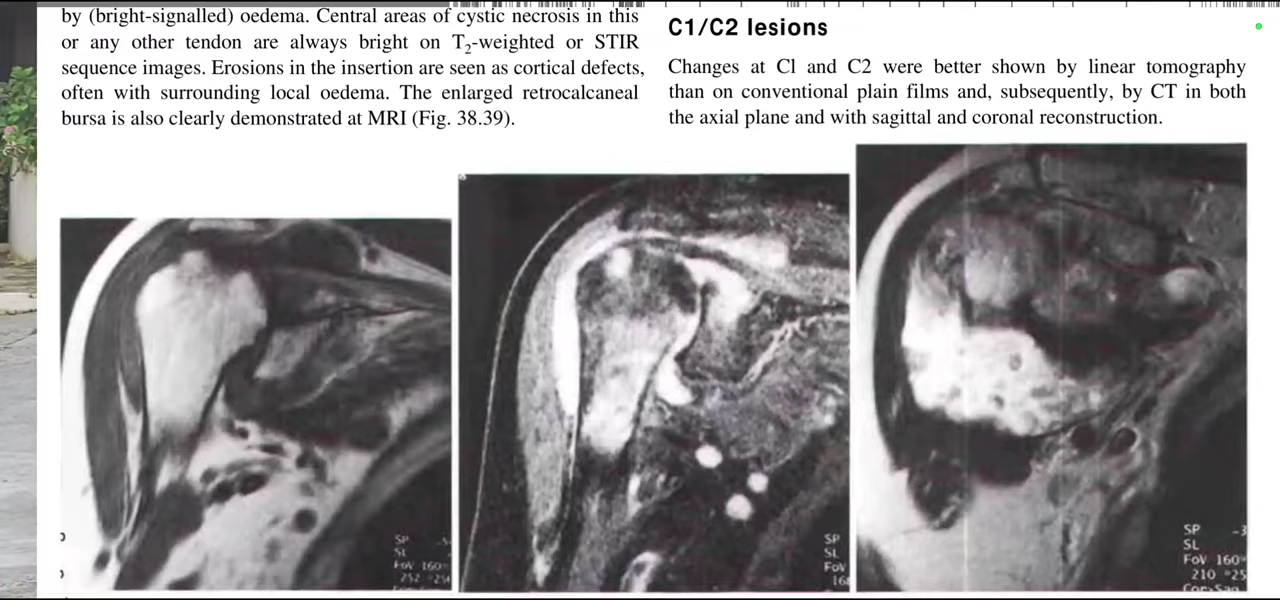 by (bright-signalled) oedema. Central areas of cystic necrosis in this
or any other tendon are always bright on T₂-weighted or STIR
sequence images. Erosions in the insertion are seen as cortical defects,
often with surrounding local oedema. The enlarged retrocalcaneal
bursa is also clearly demonstrated at MRI (Fig. 38.39).
C1/C2 lesions
Changes at Cl and C2 were better shown by linear tomography
than on conventional plain films and, subsequently, by CT in both
the axial plane and with sagittal and coronal reconstruction.
SP
SL
FoV 160
SP
SL
FoV
SP -3
SL
FoV 160
210 *25